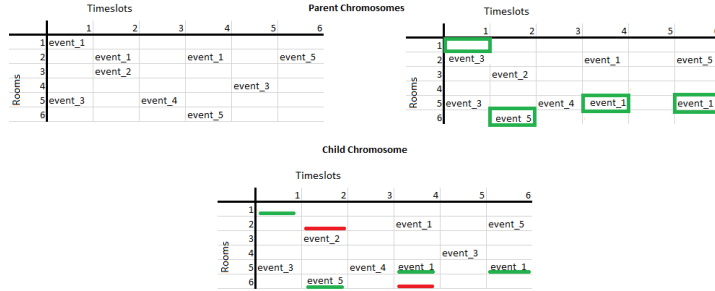 Parent Chromosomes
Timeslots
1 2 3 4 5 6
Rooms
1 event_1
2 event_1 event_1 event_5
3 event_2
4 event_3
5 event_3 event_4
6 event_5
Timeslots
1 2 3 4 5 6
Rooms
1
2 event_3 event_1 event_5
3 event_2
4
5 event_3 event_4 event_1 event_1
6 event_5
Child Chromosome
Timeslots
1 2 3 4 5 6
Rooms
1
2 event_1 event_5
3 event_2
4 event_3
5 event_3 event_4 event_1 event_1
6 event_5